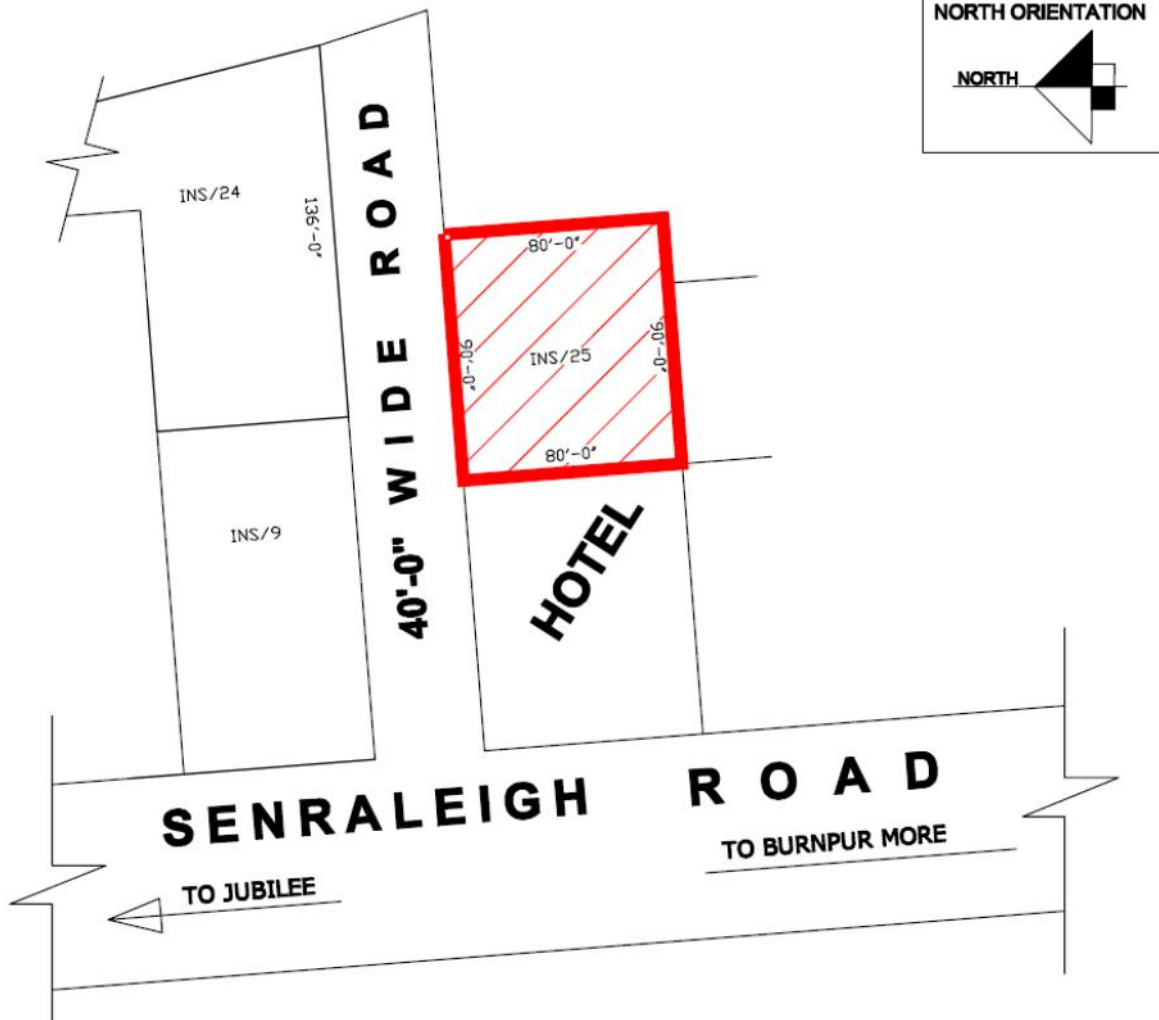 NORTH ORIENTATION
NORTH
INS/24
136'-0"
40'-0" WIDE ROAD
80'-0"
90'-0"
INS/25
90'-0"
80'-0"
INS/9
HOTEL
SENRALEIGH ROAD
TO BURNPUR MORE
TO JUBILEE